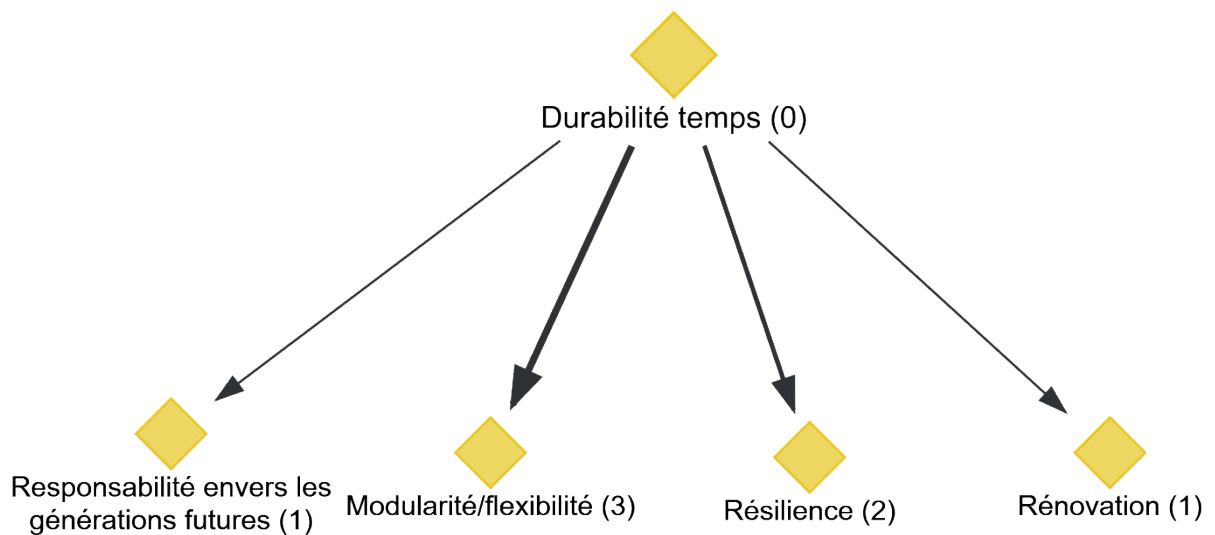 Durabilité temps (0)
Responsabilité envers les
générations futures (1)
Modularité/flexibilité (3)
Résilience (2)
Rénovation (1)